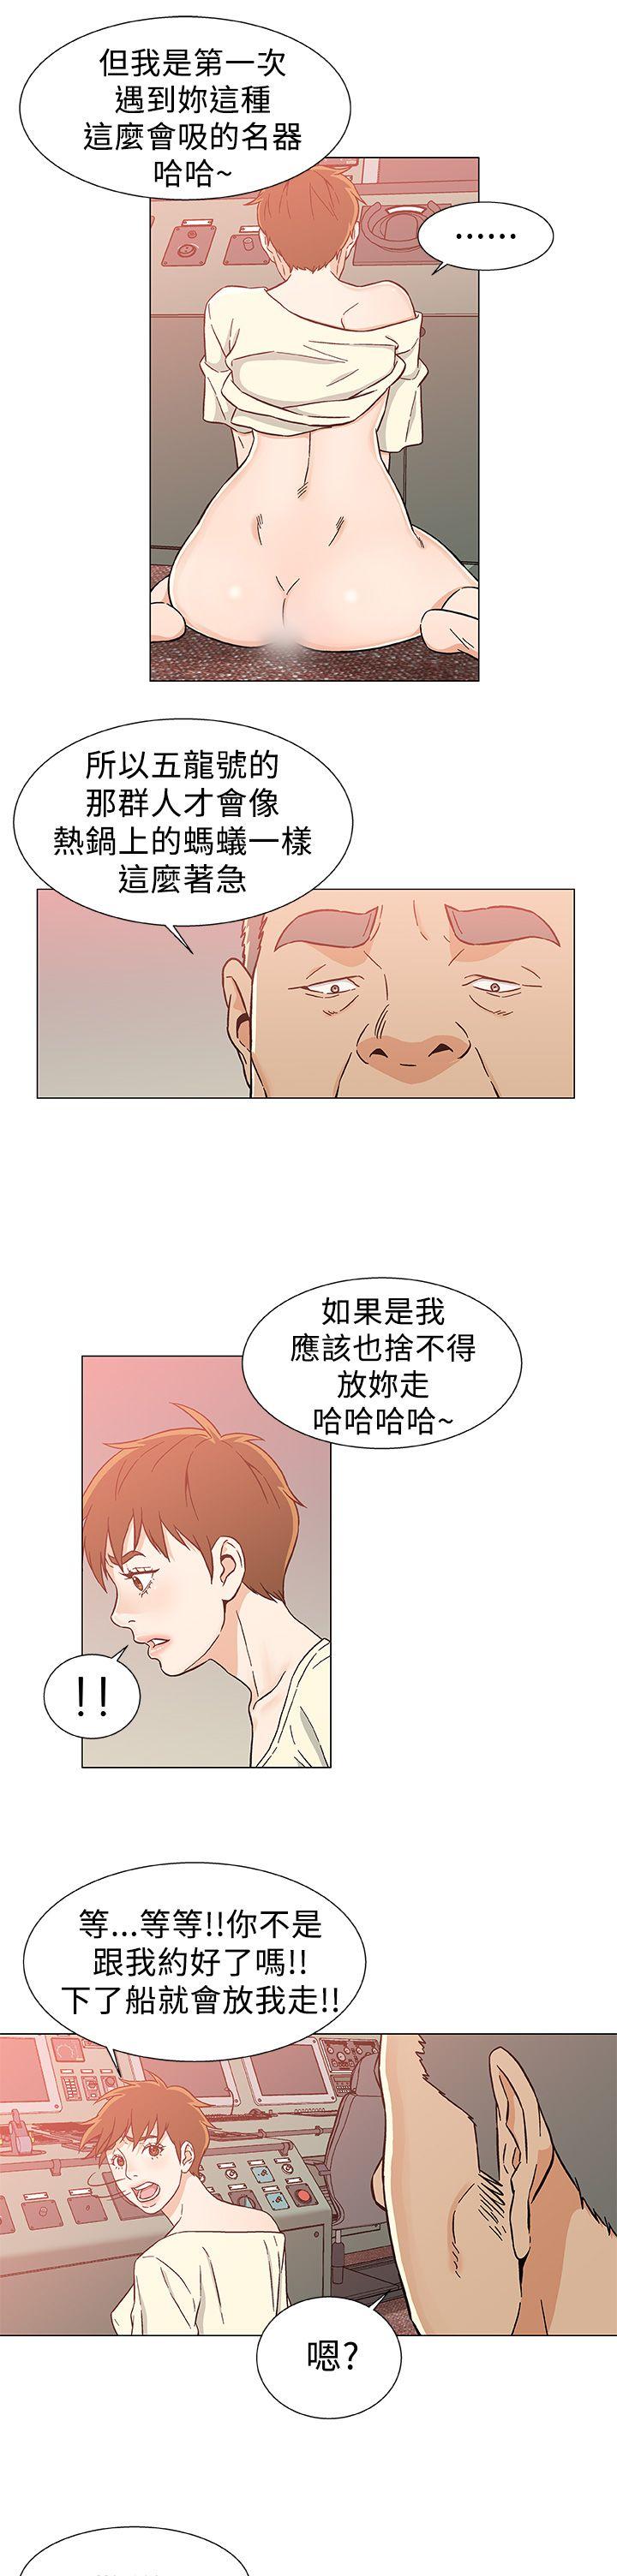 但我是第一次
遇到妳這種
這麼會吸的名器
哈哈~
......
所以五龍號的
那群人才會像
熱鍋上的螞蟻一樣
這麼著急
如果是我
應該也捨不得
放妳走
哈哈哈哈~
!!
等...等等!!你不是
跟我約好了嗎!!
下了船就會放我走!!
嗯?